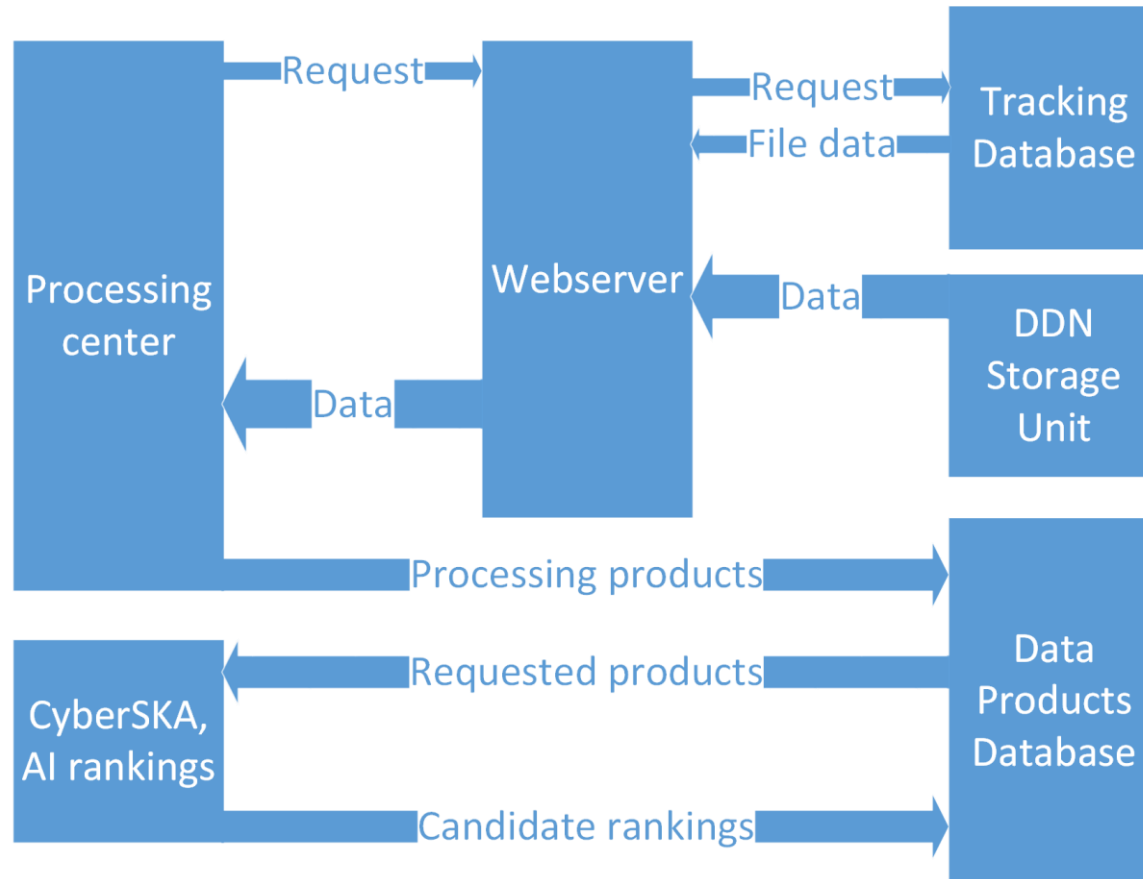 Request
Request
Tracking
Database
File data
Processing
center
Webserver
Data
DDN
Storage
Unit
Data
Processing products
Requested products
Data
Products
Database
CyberSKA,
AI rankings
Candidate rankings